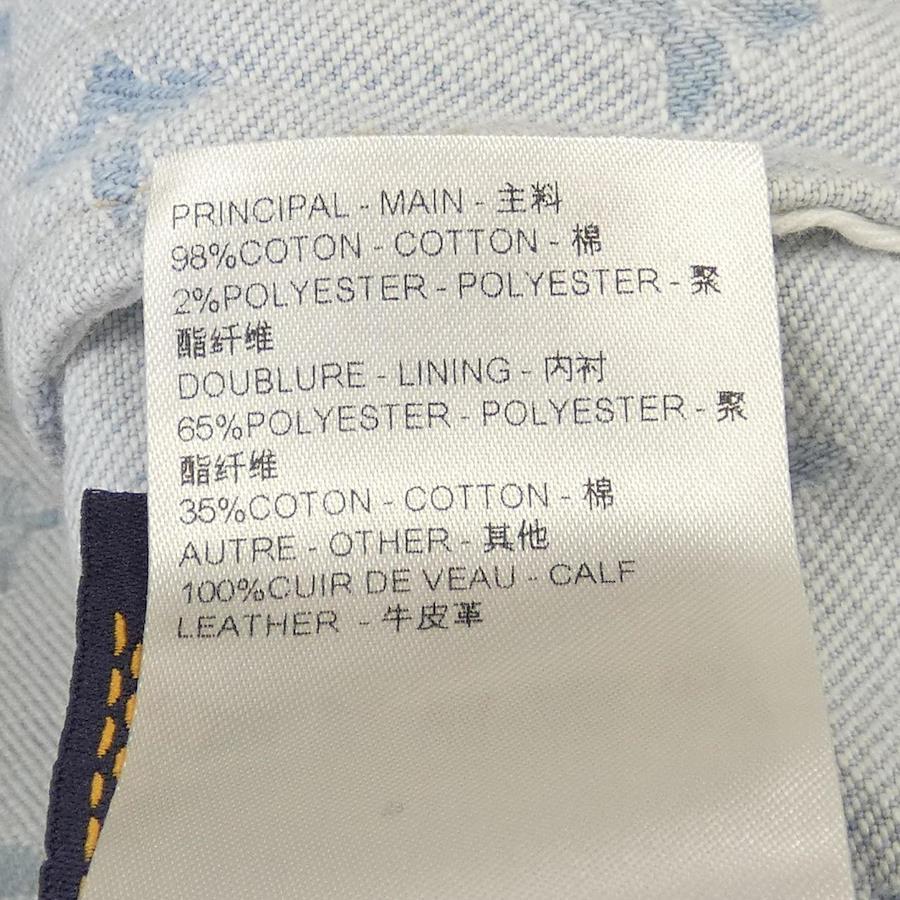 PRINCIPAL - MAIN - 主料
98%COTON - COTTON - 棉
2%POLYESTER - POLYESTER - 聚
酯纤维
DOUBLURE - LINING - 内衬
65%POLYESTER - POLYESTER - 聚
酯纤维
35%COTON - COTTON - 棉
AUTRE - OTHER - 其他
100%CUIR DE VEAU - CALF
LEATHER - 牛皮革